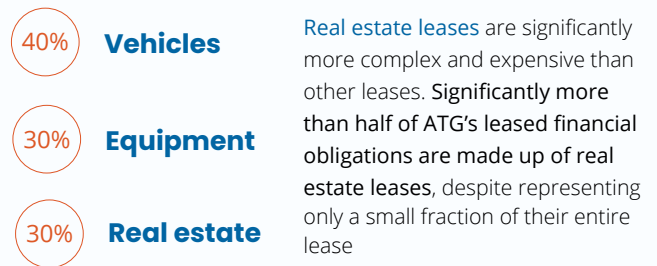 40% Vehicles
30% Equipment
30% Real estate
Real estate leases are significantly
more complex and expensive than
other leases. Significantly more
than half of ATG’s leased financial
obligations are made up of real
estate leases, despite representing
only a small fraction of their entire
lease